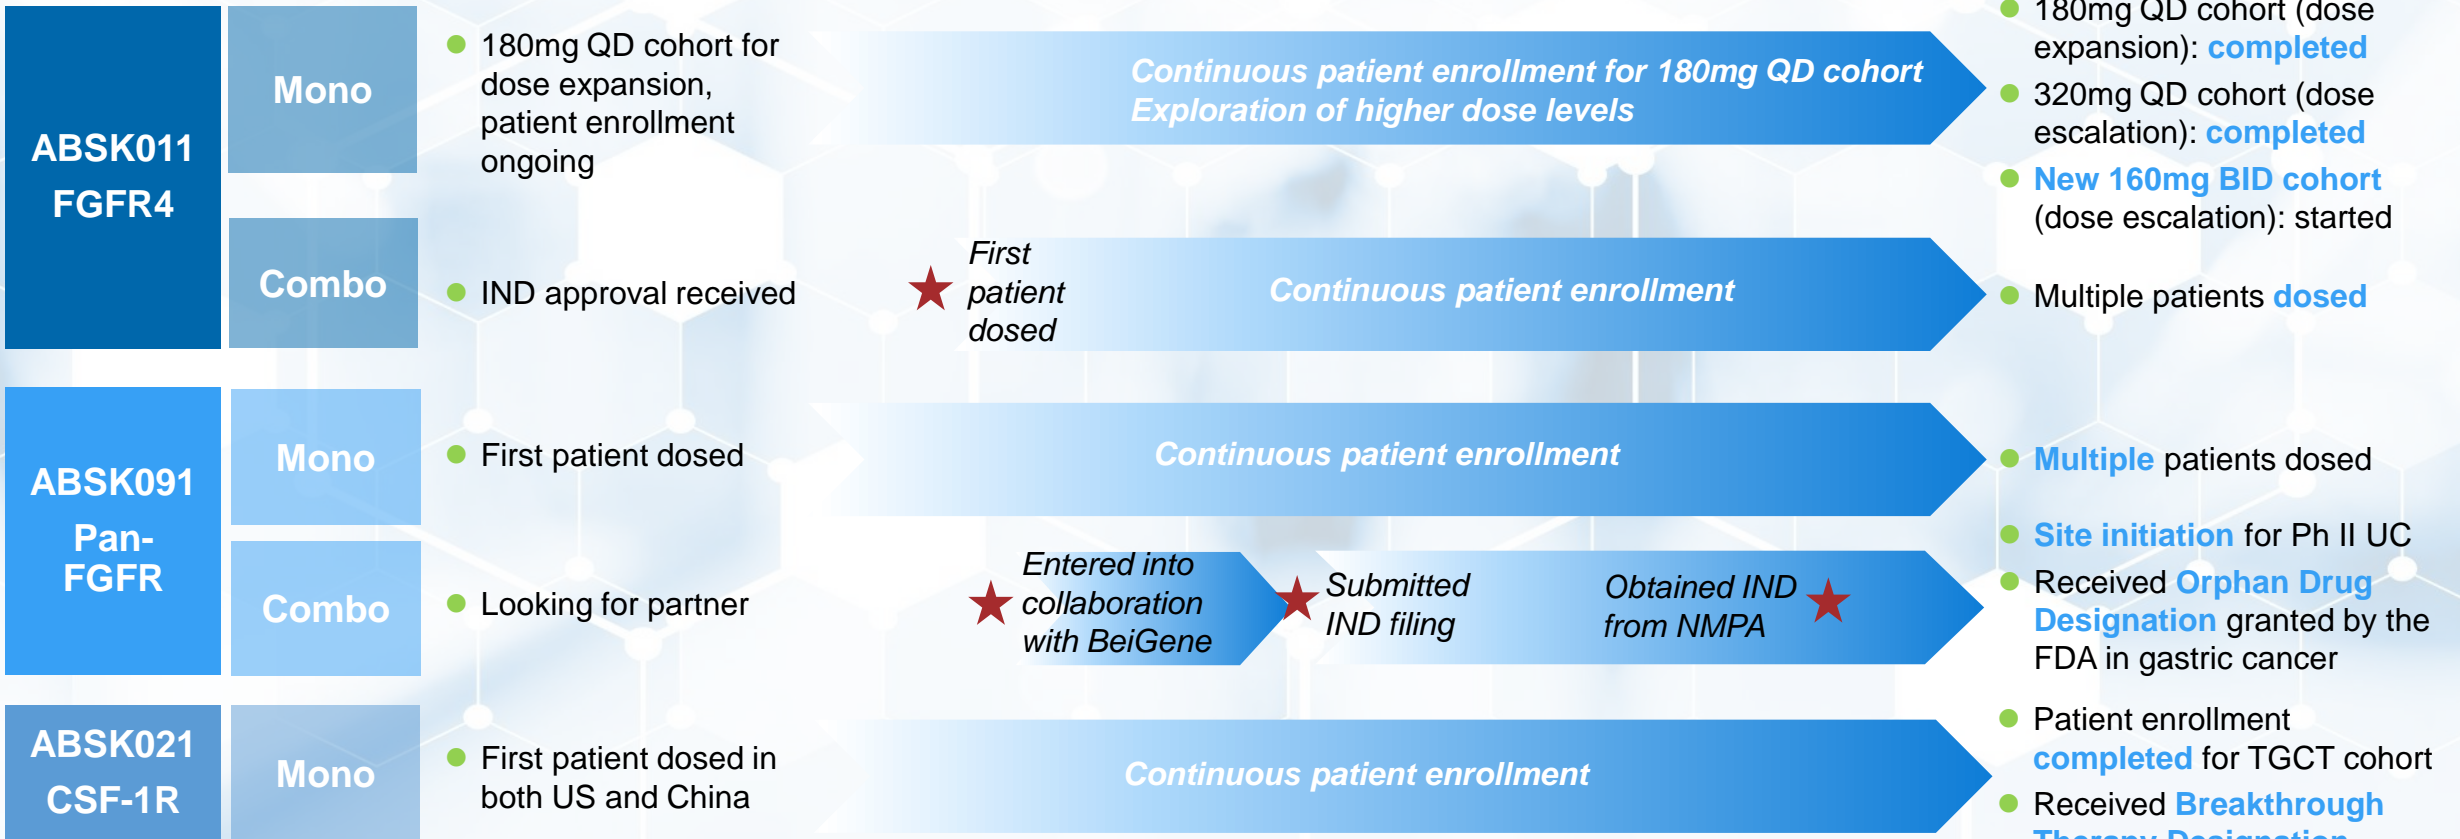 ABSK011
FGFR4
Mono
180mg QD cohort for
dose expansion,
patient enrollment
ongoing
Continuous patient enrollment for 180mg QD cohort
Exploration of higher dose levels
180mg QD cohort (dose
expansion): completed
320mg QD cohort (dose
escalation): completed
New 160mg BID cohort
(dose escalation): started
Combo
IND approval received
First
patient
dosed
Continuous patient enrollment
Multiple patients dosed
ABSK091
Pan-
FGFR
Mono
First patient dosed
Continuous patient enrollment
Multiple patients dosed
Combo
Looking for partner
Entered into
collaboration
with BeiGene
Submitted
IND filing
Obtained IND
from NMPA
Site initiation for Ph II UC
Received Orphan Drug
Designation granted by the
FDA in gastric cancer
ABSK021
CSF-1R
Mono
First patient dosed in
both US and China
Continuous patient enrollment
Patient enrollment
completed for TGCT cohort
Received Breakthrough
Therapy Designation